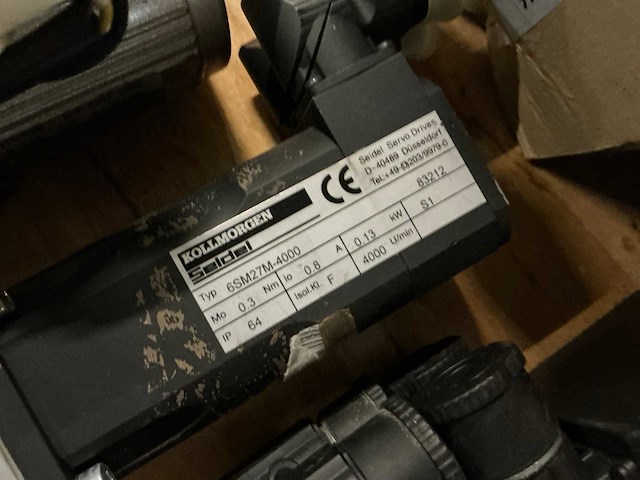 KOLLMORGEN
Seidel
CE
Seidel Servo Drives
D-40489 Düsseldorf
Tel:+49-(0)203/9979-0
Typ 6SM27M-4000 83212
Mo 0.3 Nm Io 0.8 A 0.13 kW S1
IP 64 Isol.Kl. F 4000 U/min